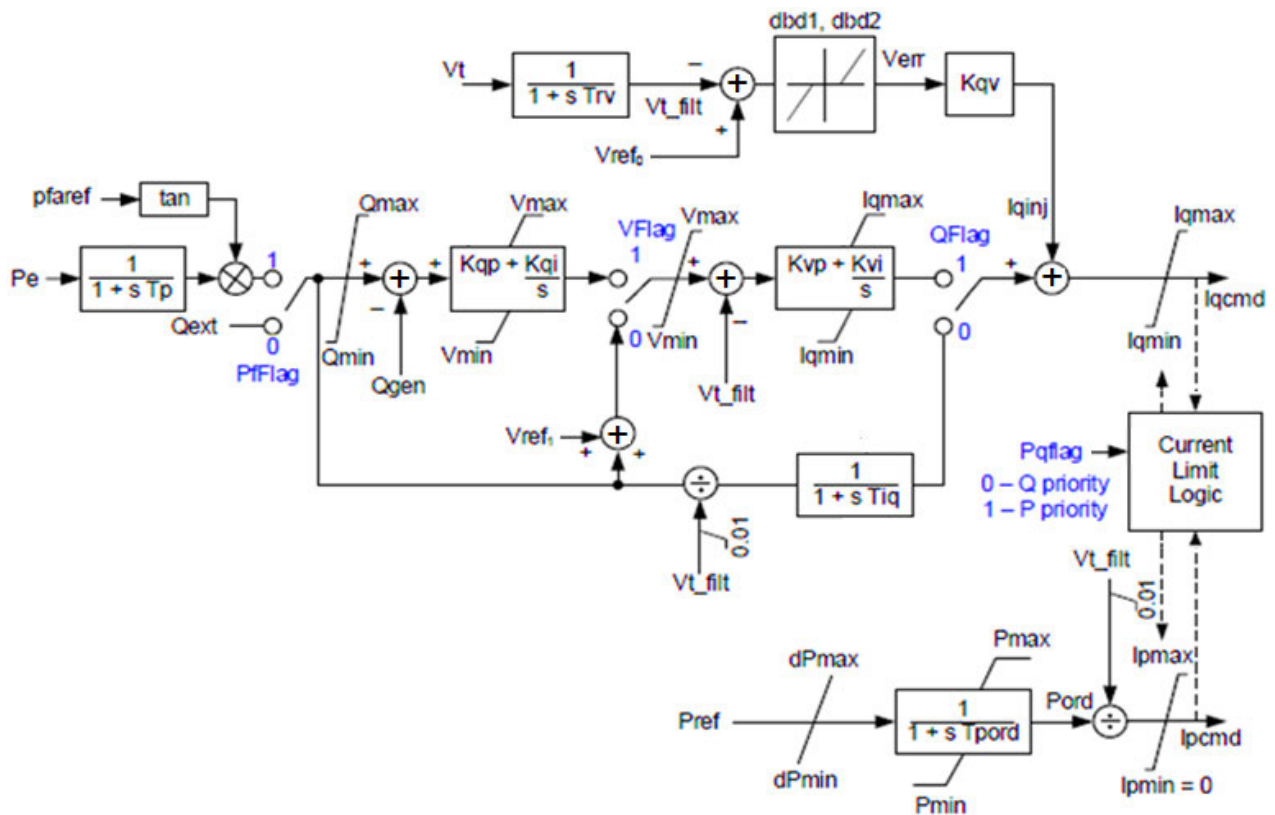 dbd1, dbd2
Vt
1
1 + s Trv
–
Vt_filt
+
+
Verr
Kqv
Vref₀
pfaref
tan
Pe
1
1 + s Tp
1
Qext
0
PfFlag
Qmax
Qmin
+
+
–
Qgen
+
Vmax
Kqp + Kqi
s
Vmin
VFlag
1
0
Vmax
Vmin
+
+
–
Vt_filt
Iqmax
Kvp + Kvi
s
Iqmin
QFlag
1
0
Iqinj
+
+
+
Iqmax
Iqmin
Iqcmd
Vref₁
+
+
+
÷
0.01
Vt_filt
1
1 + s Tiq
Pqflag
0 – Q priority
1 – P priority
Current
Limit
Logic
Vt_filt
0.01
Pref
dPmax
dPmin
Pmax
1
1 + s Tpord
Pmin
Pord
÷
Ipmax
Ipcmd
Ipmin = 0